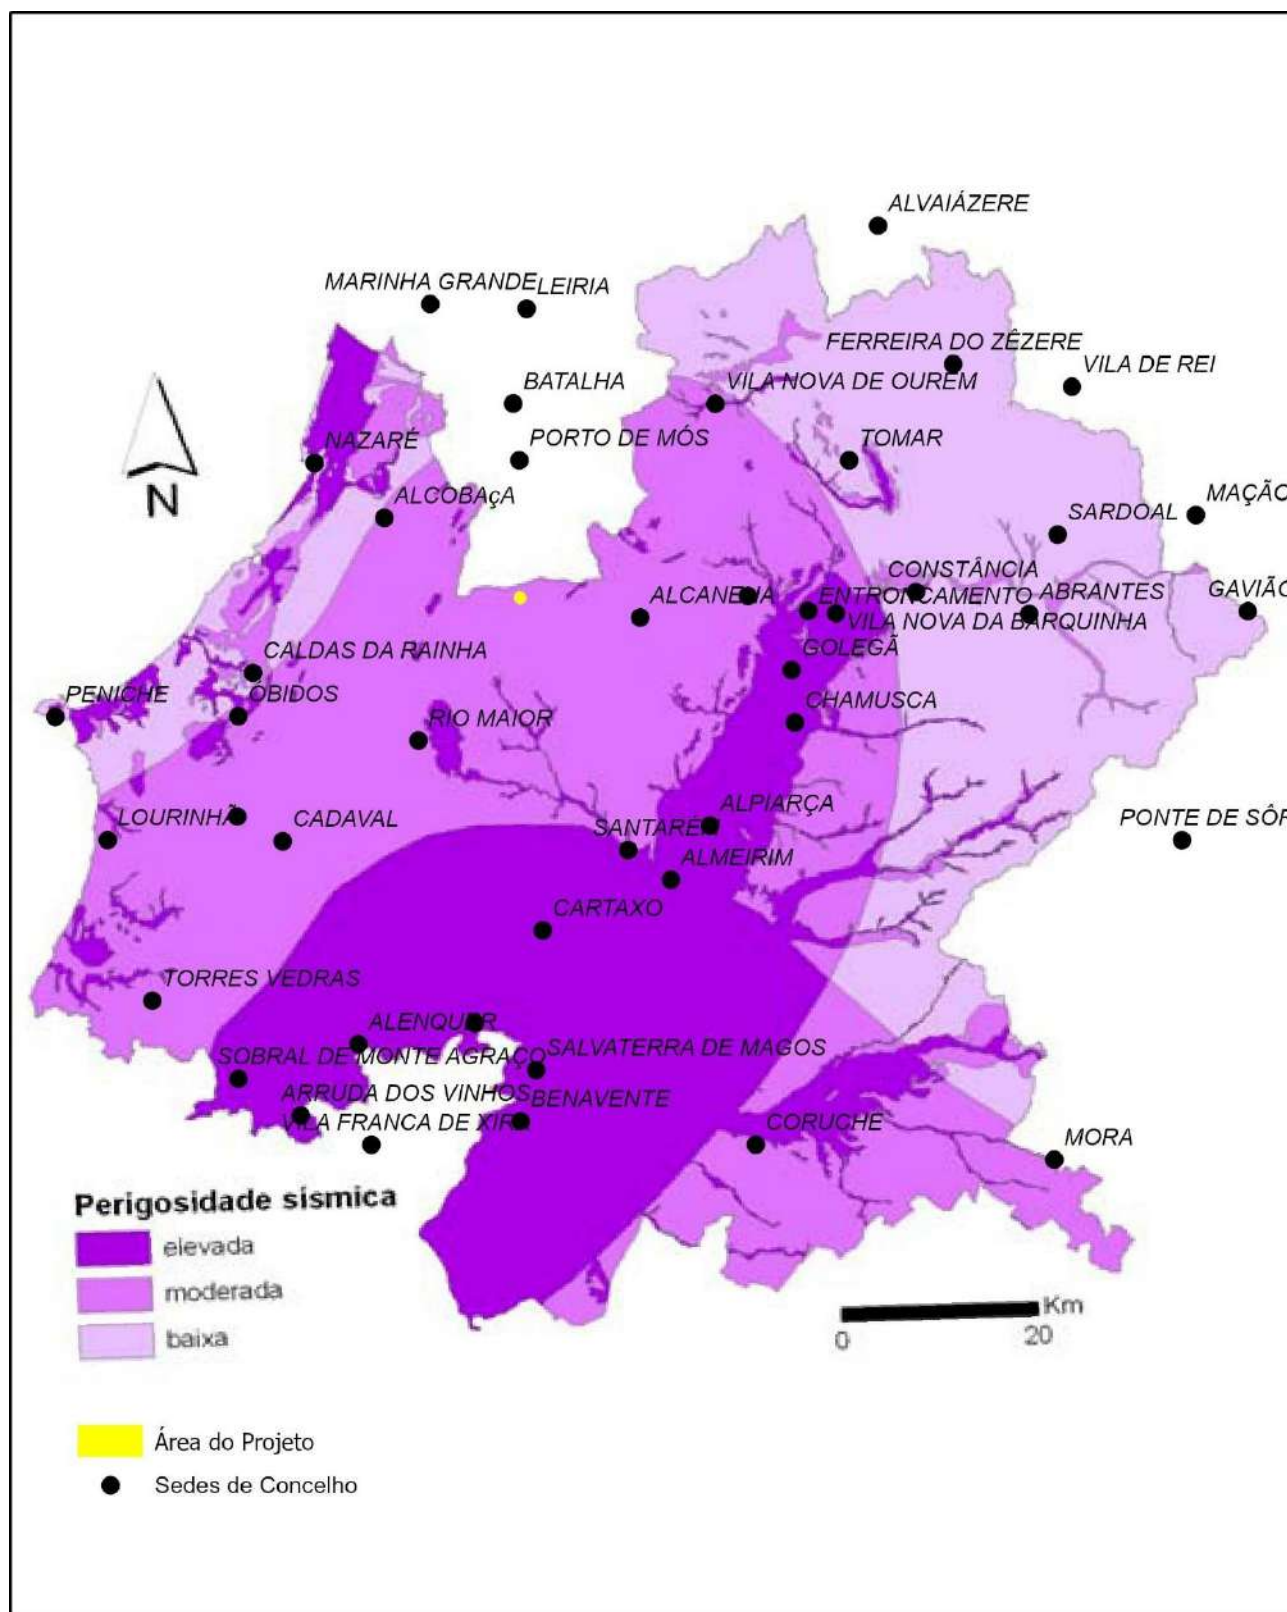 ALVAIÁZERE
MARINHA GRANDE
LEIRIA
FERREIRA DO ZÊZERE
VILA DE REI
BATALHA
VILA NOVA DE OURÉM
NAZARÉ
PORTO DE MÓS
TOMAR
N
ALCOBAçA
MAÇÃO
SARDOAL
CONSTÂNCIA
ALCANENA
ENTRONCAMENTO
ABRANTES
GAVIÃO
VILA NOVA DA BARQUINHA
CALDAS DA RAINHA
GOLEGÃ
PENICHE
ÓBIDOS
RIO MAIOR
CHAMUSCA
LOURINHÃ
CADAVAL
SANTARÉM
ALPIARÇA
PONTE DE SÔR
ALMEIRIM
CARTAXO
TORRES VEDRAS
ALENQUER
SOBRAL DE MONTE AGRAÇO
SALVATERRA DE MAGOS
ARRUDA DOS VINHOS
BENAVENTE
VILA FRANCA DE XIRA
CORUCHE
MORA
Perigosidade sísmica
elevada
moderada
baixa
Km
0 20
Área do Projeto
Sedes de Concelho